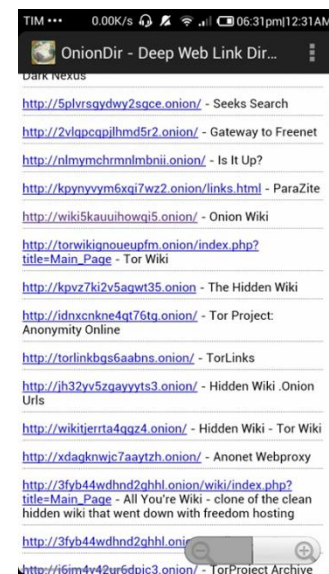 TIM ••• 0.00K/s 06:31pm|12:31AM
OnionDir - Deep Web Link Dir...
Dark Nexus
http://5plvrsgydwy2sgce.onion/ - Seeks Search
http://2vlqpcqpjlhmd5r2.onion/ - Gateway to Freenet
http://nlmymchrmnlmbnii.onion/ - Is It Up?
http://kpynyvym6xqi7wz2.onion/links.html - ParaZite
http://wiki5kauuihowqi5.onion/ - Onion Wiki
http://torwikignoueupfm.onion/index.php?
title=Main_Page - Tor Wiki
http://kpvz7ki2v5agwt35.onion - The Hidden Wiki
http://idnxcnkne4qt76tg.onion/ - Tor Project:
Anonymity Online
http://torlinkbgs6aabns.onion/ - TorLinks
http://jh32yv5zgayyyts3.onion/ - Hidden Wiki .Onion
Urls
http://wikitjerrta4qgz4.onion/ - Hidden Wiki - Tor Wiki
http://xdagknwjc7aaytzh.onion/ - Anonet Webproxy
http://3fyb44wdhnd2ghhl.onion/wiki/index.php?
title=Main_Page - All You're Wiki - clone of the clean
hidden wiki that went down with freedom hosting
http://3fyb44wdhnd2ghhl.onio
http://j6im4v42ur6dpic3.onion/ - TorProject Archive